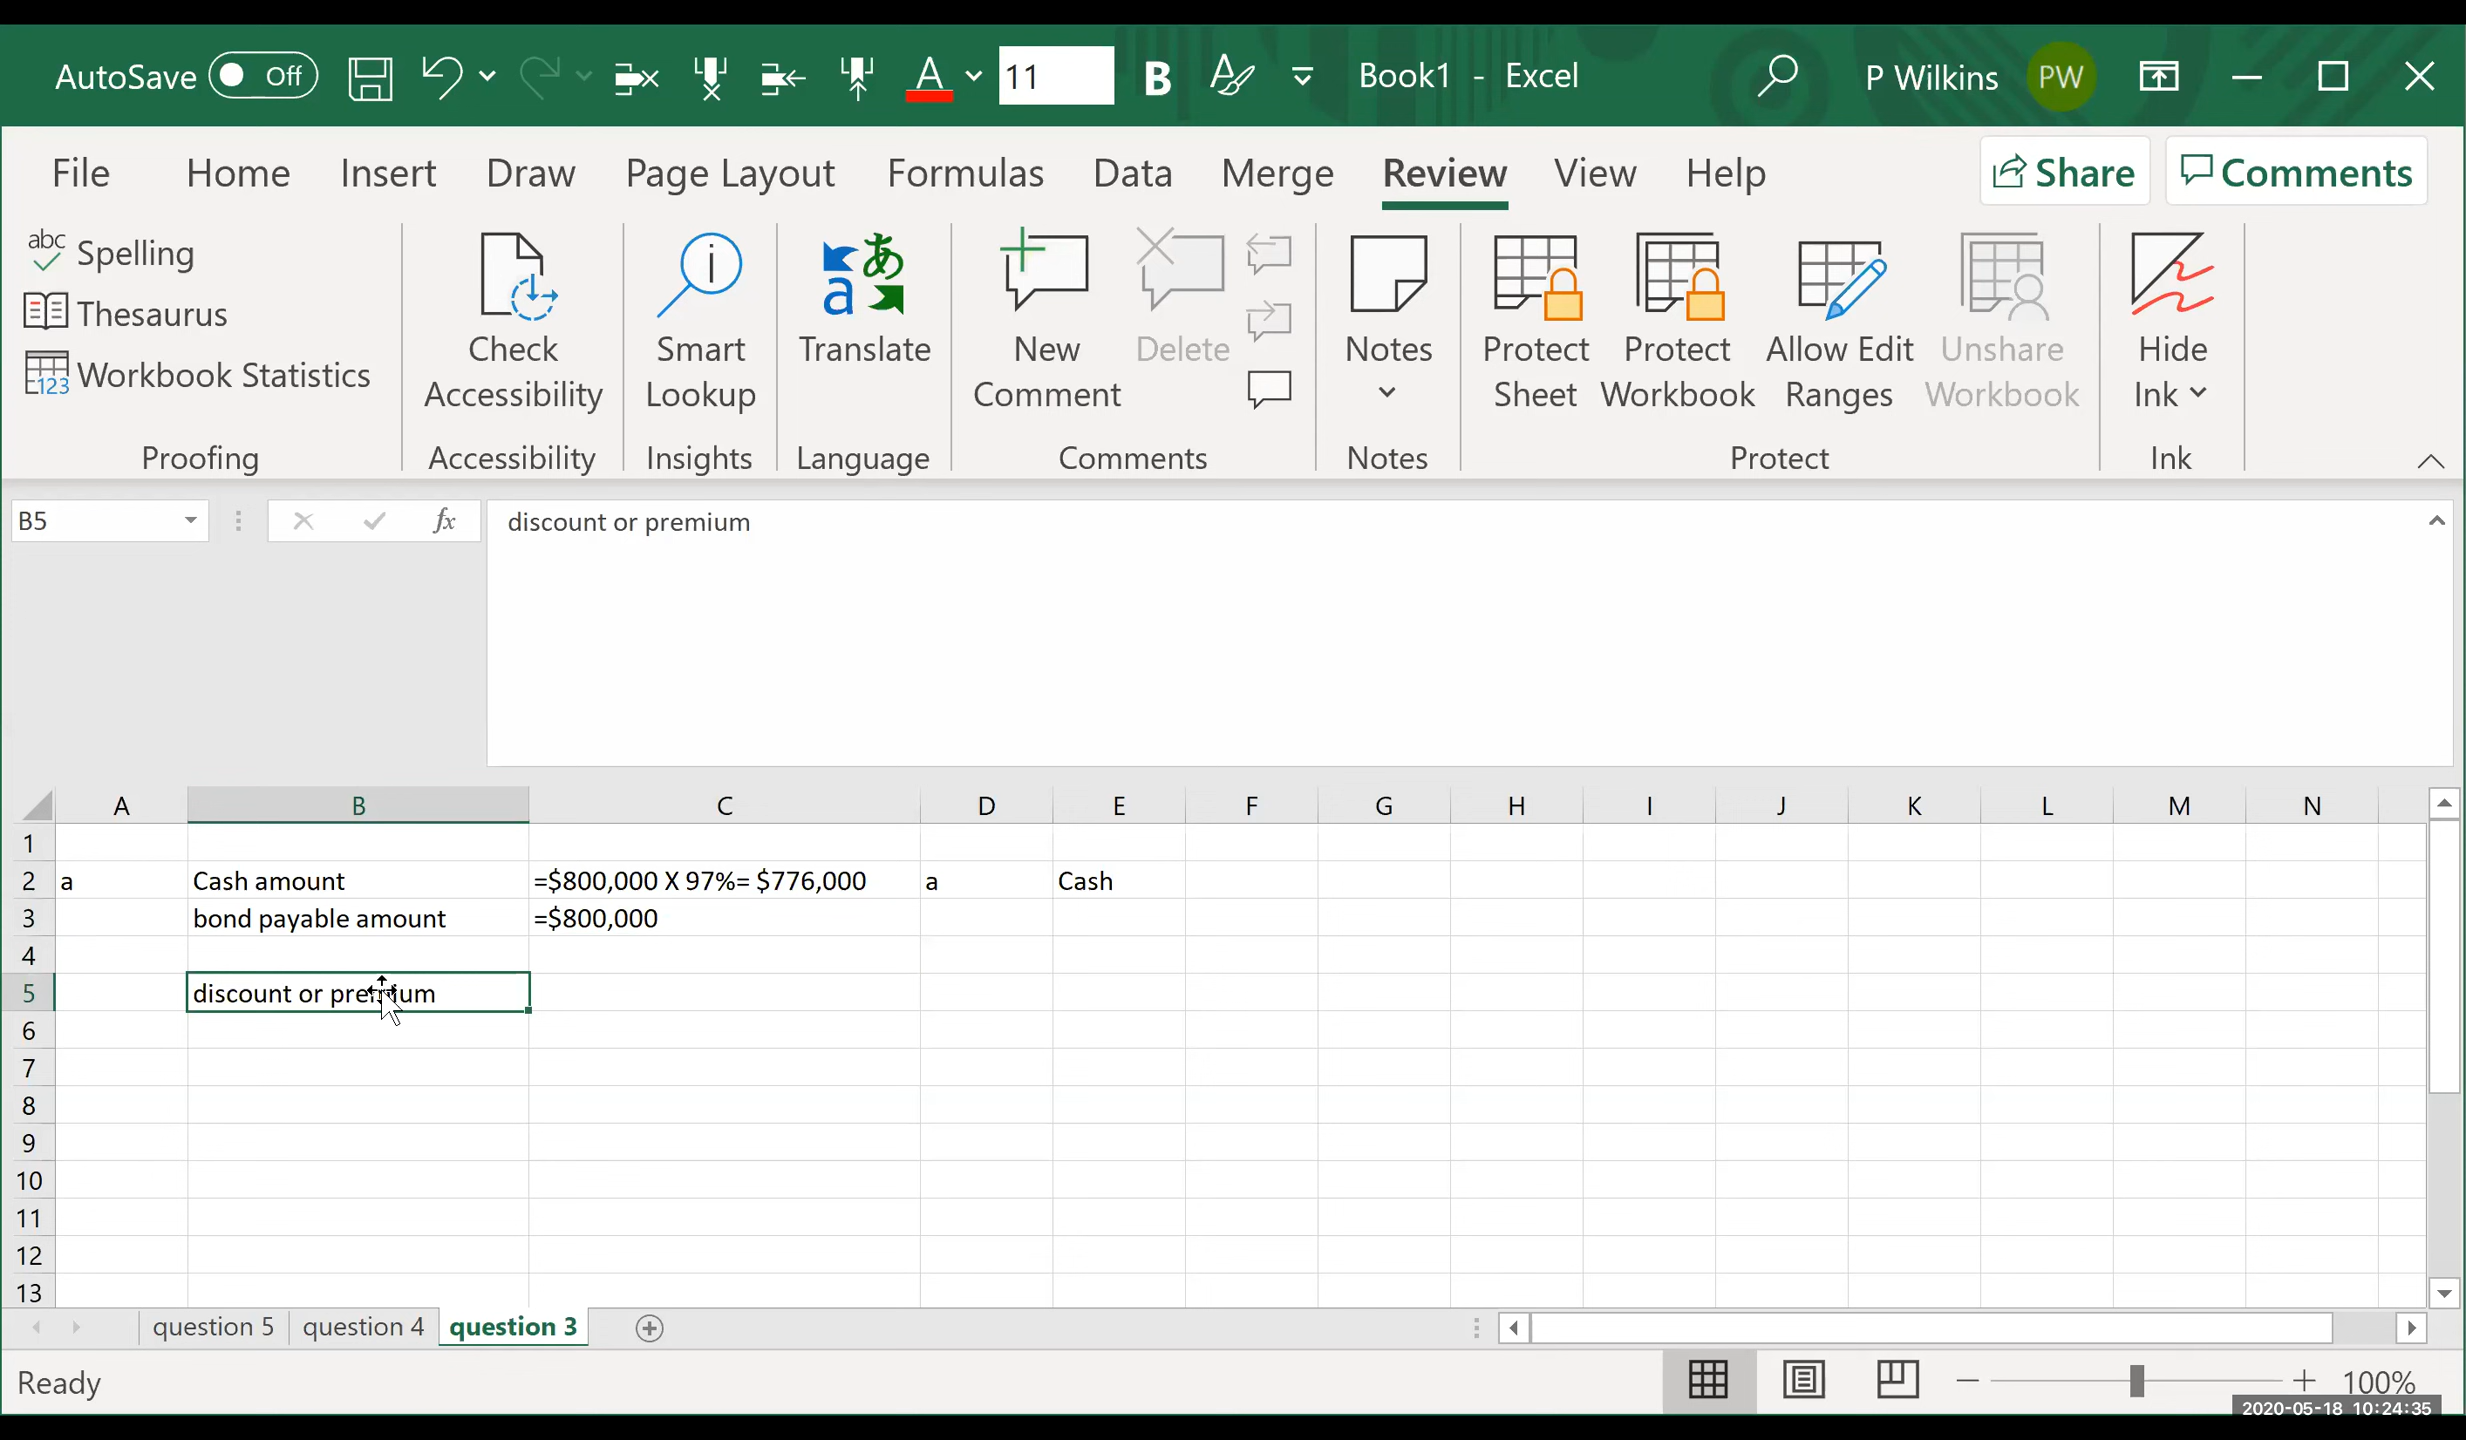 AutoSave Off 11 B Book1 - Excel P Wilkins PW
File Home Insert Draw Page Layout Formulas Data Merge Review View Help Share Comments
abc Spelling
Thesaurus
123 Workbook Statistics
Proofing
Check
Accessibility
Accessibility
Smart
Lookup
Insights
Translate
Language
New
Comment
Delete
Comments
Notes
Notes
Protect
Sheet
Protect
Workbook
Allow Edit
Ranges
Unshare
Workbook
Protect
Hide
Ink
Ink
B5 fx discount or premium
A B C D E F G H I J K L M N
1
2 a Cash amount =$800,000 X 97%= $776,000 a Cash
3 bond payable amount =$800,000
4
5 discount or premium
6
7
8
9
10
11
12
13
question 5 question 4 question 3
Ready 100%
2020-05-18 10:24:35